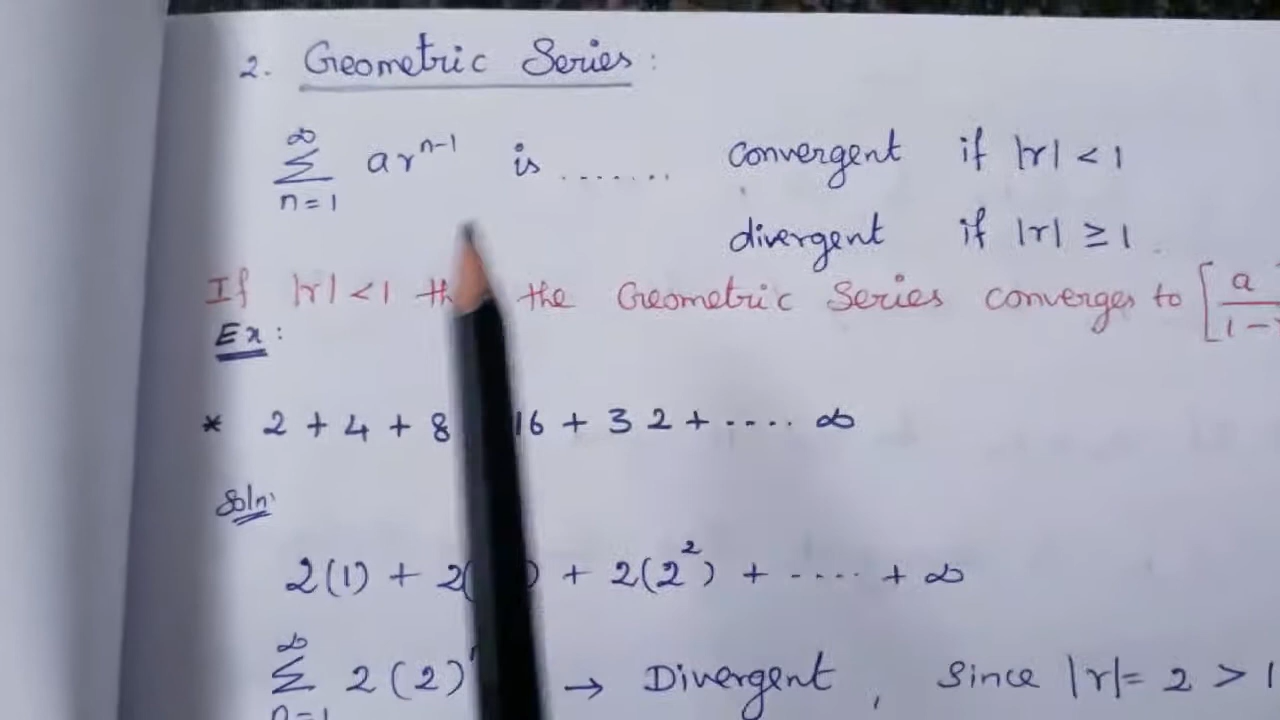 2. Geometric Series:
∞
∑ ar^{n-1} is ....... convergent if |r| < 1
n=1
divergent if |r| ≥ 1.
If |r| < 1 the Geometric Series converges to [a
1-
Ex:
* 2 + 4 + 8 16 + 32 + .... ∞
Soln:
2(1) + 2( ) + 2(2²) + .... + ∞
∞
∑ 2(2) → Divergent, Since |r| = 2 > 1
n=1